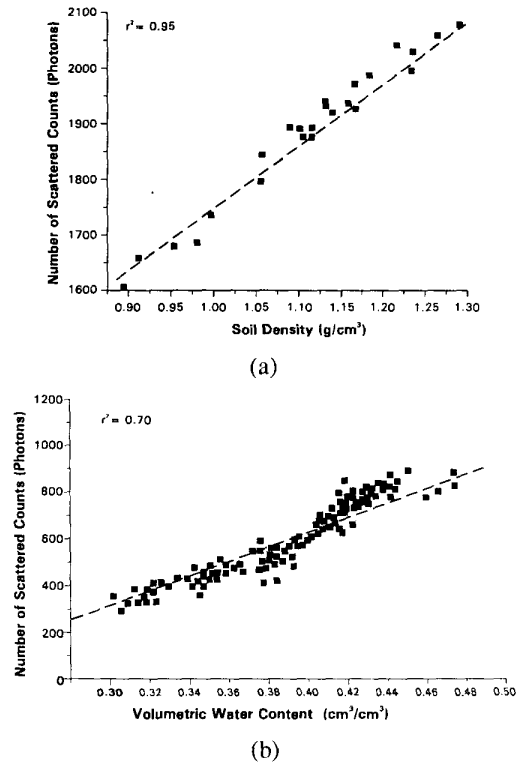 2100
2000
1900
1800
1700
1600
r² = 0.95
Number of Scattered Counts (Photons)
0.90 0.95 1.00 1.05 1.10 1.15 1.20 1.25 1.30
Soil Density (g/cm³)
(a)
1200
1000
800
600
400
200
0
r² = 0.70
Number of Scattered Counts (Photons)
0.30 0.32 0.34 0.36 0.38 0.40 0.42 0.44 0.46 0.48 0.50
Volumetric Water Content (cm³/cm³)
(b)